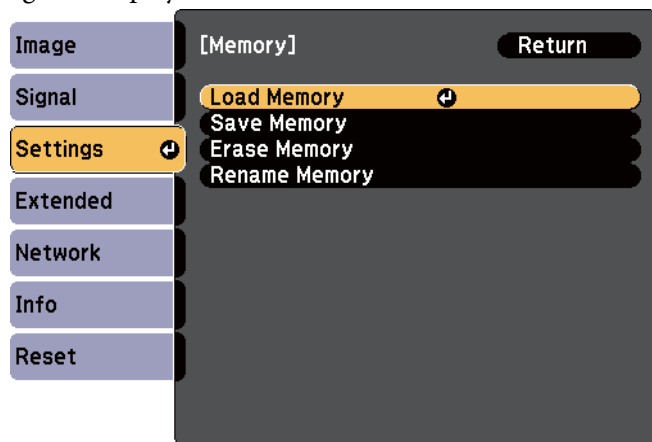 Image
Signal
Settings
Extended
Network
Info
Reset
[Memory]
Return
Load Memory
Save Memory
Erase Memory
Rename Memory